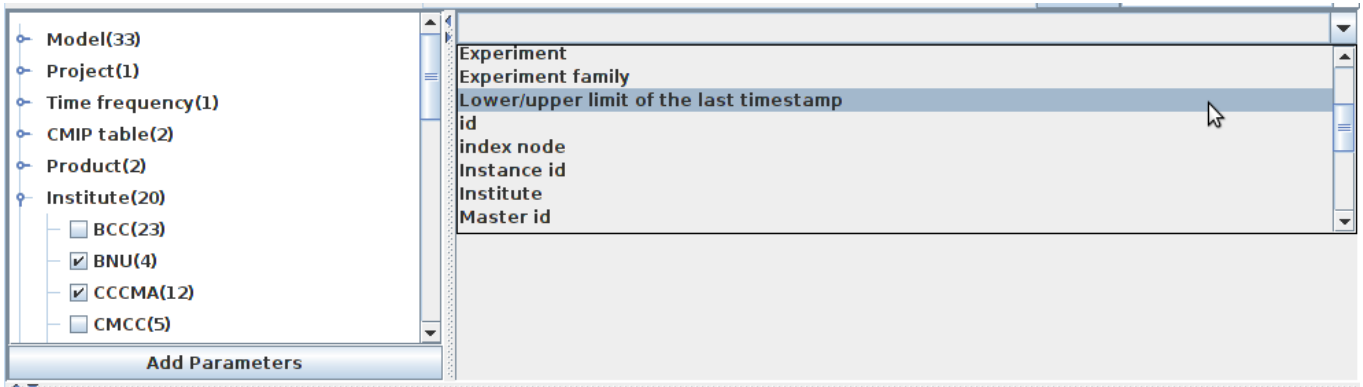 Model(33)
Project(1)
Time frequency(1)
CMIP table(2)
Product(2)
Institute(20)
BCC(23)
BNU(4)
CCCMA(12)
CMCC(5)
Add Parameters
Experiment
Experiment family
Lower/upper limit of the last timestamp
id
index node
Instance id
Institute
Master id